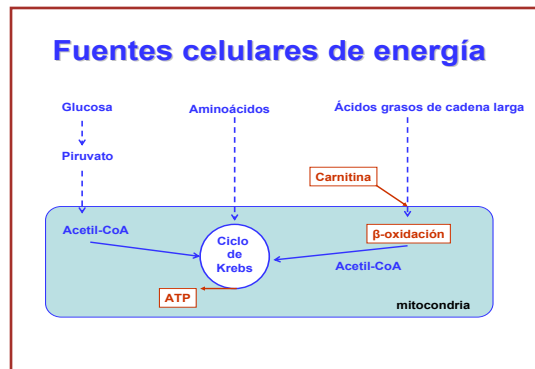 Fuentes celulares de energía
Glucosa
Aminoácidos
Ácidos grasos de cadena larga
Piruvato
Carnitina
Acetil-CoA
Ciclo
de
Krebs
β-oxidación
Acetil-CoA
ATP
mitocondria